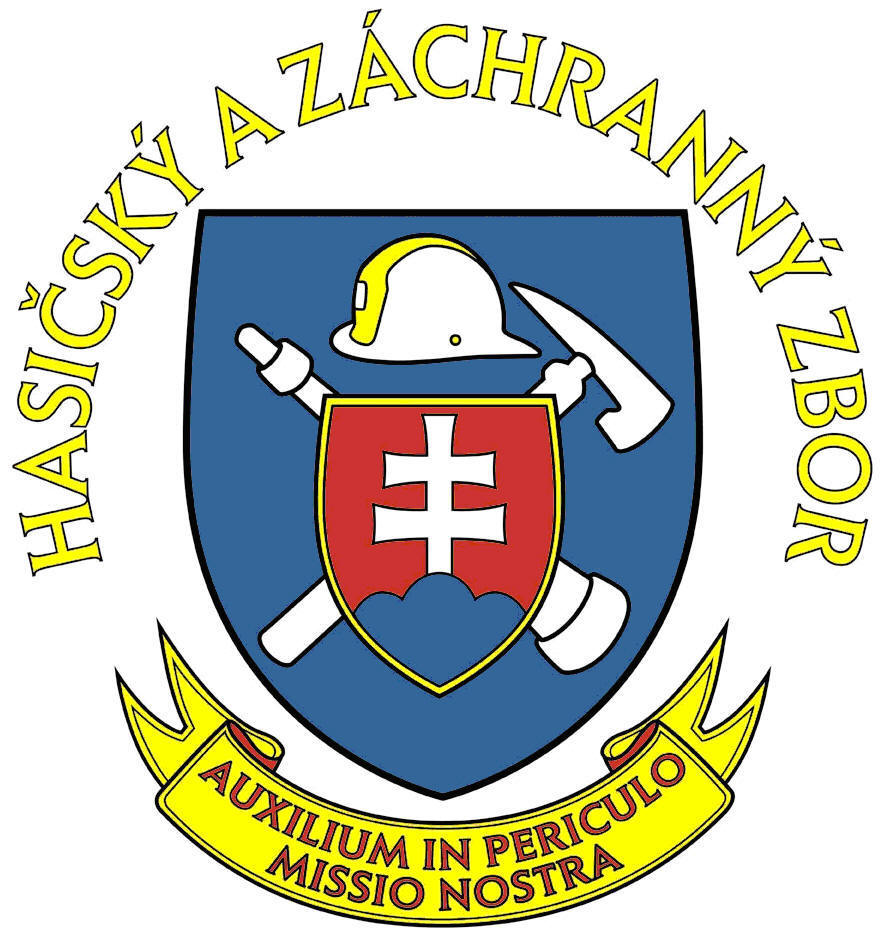 HASIČSKÝ A ZÁCHRANNÝ ZBOR
AUXILIUM IN PERICULO
MISSIO NOSTRA